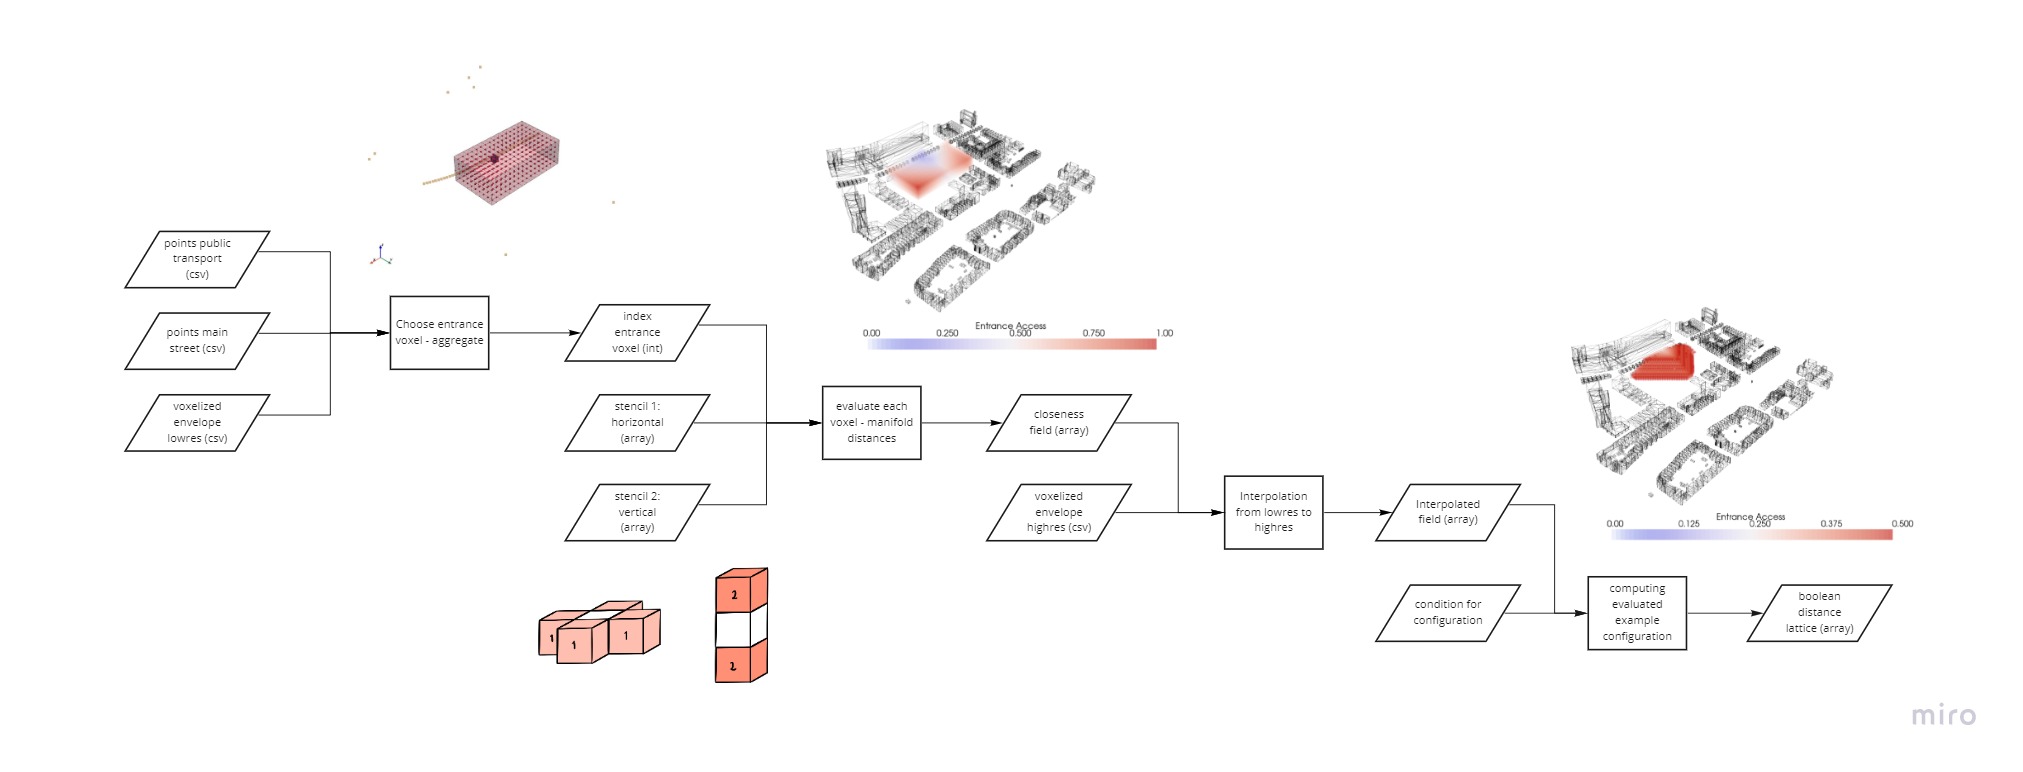 points public
transport
(csv)
points main
street (csv)
voxelized
envelope
lowres (csv)
Choose entrance
voxel - aggregate
index
entrance
voxel (int)
stencil 1:
horizontal
(array)
stencil 2:
vertical
(array)
1
1
1
2
2
evaluate each
voxel - manifold
distances
Entrance Access
0.00 0.250 0.500 0.750 1.00
closeness
field (array)
voxelized
envelope
highres (csv)
Interpolation
from lowres to
highres
Interpolated
field (array)
condition for
configuration
Entrance Access
0.00 0.125 0.250 0.375 0.500
computing
evaluated
example
configuration
boolean
distance
lattice (array)
miro